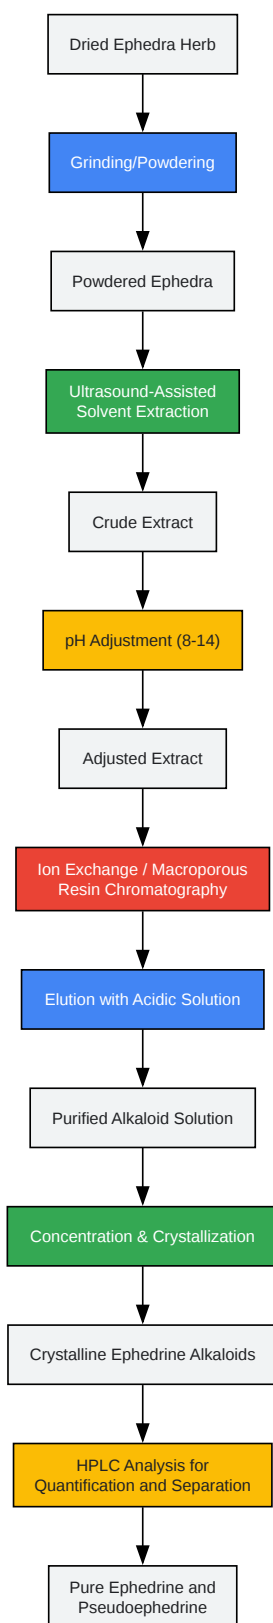 Dried Ephedra Herb
Grinding/Powdering
Powdered Ephedra
Ultrasound-Assisted
Solvent Extraction
Crude Extract
pH Adjustment (8-14)
Adjusted Extract
Ion Exchange / Macroporous
Resin Chromatography
Elution with Acidic Solution
Purified Alkaloid Solution
Concentration & Crystallization
Crystalline Ephedrine Alkaloids
HPLC Analysis for
Quantification and Separation
Pure Ephedrine and
Pseudoephedrine